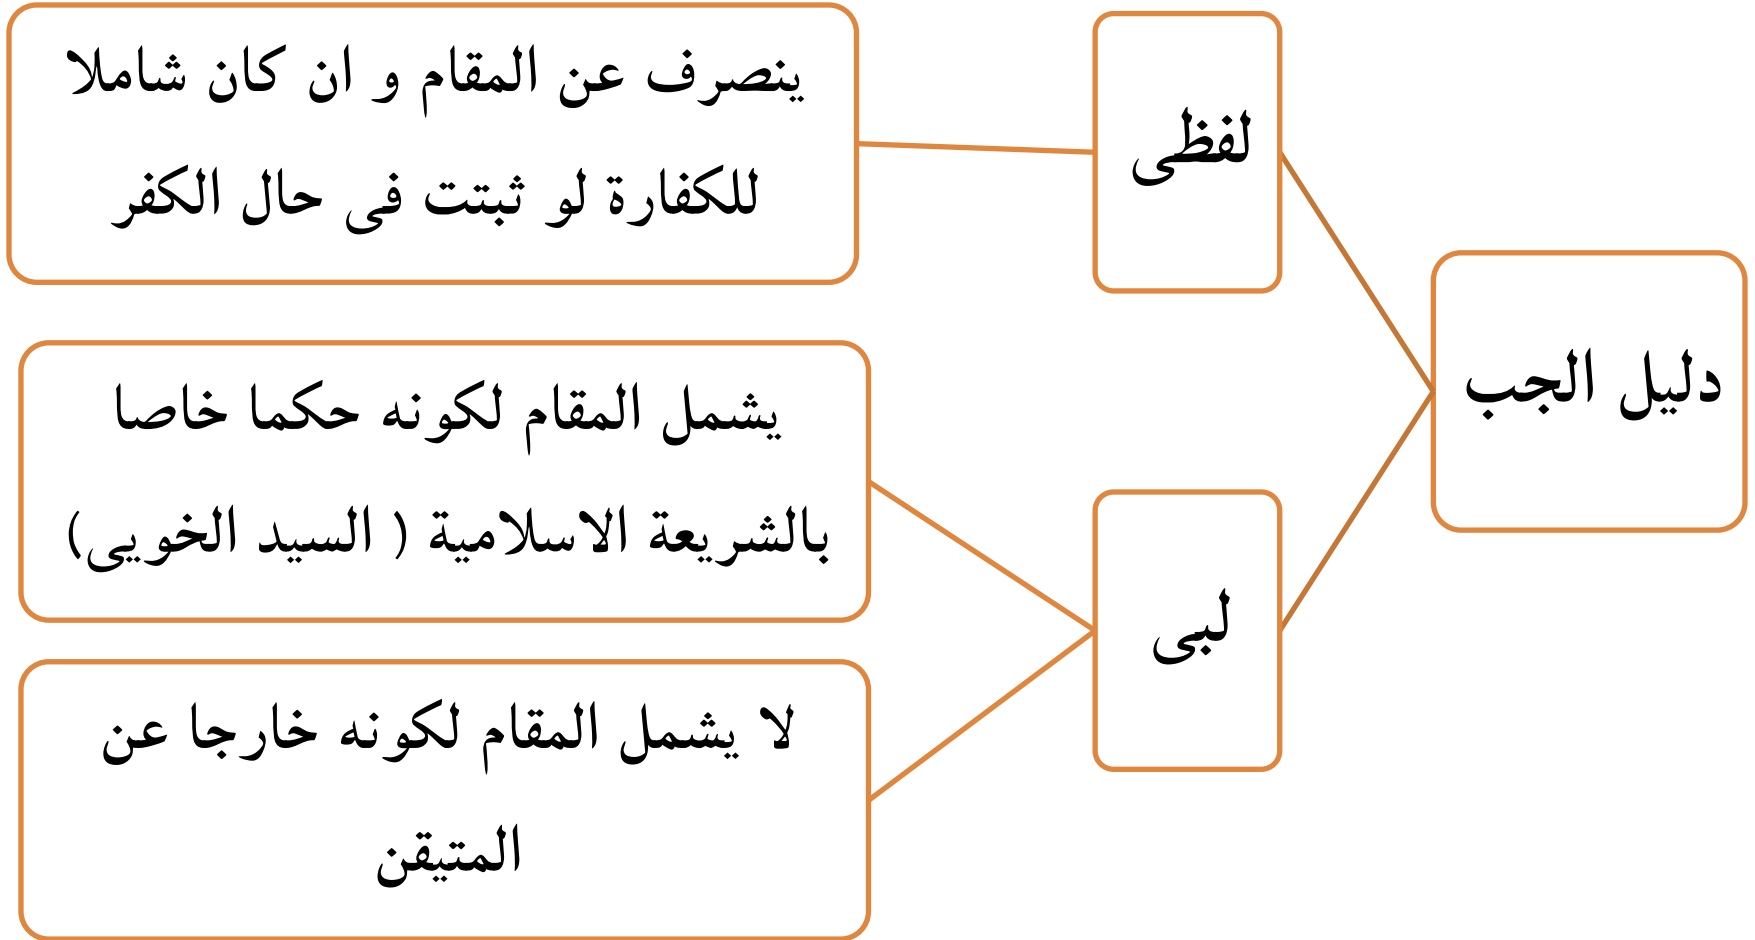 دليل الجب
لفظى
ينصرف عن المقام و ان كان شاملا
للكفارة لو ثبتت فى حال الكفر
لبى
يشمل المقام لكونه حكما خاصا
بالشريعة الاسلامية ( السيد الخويى)
لا يشمل المقام لكونه خارجا عن
المتيقن